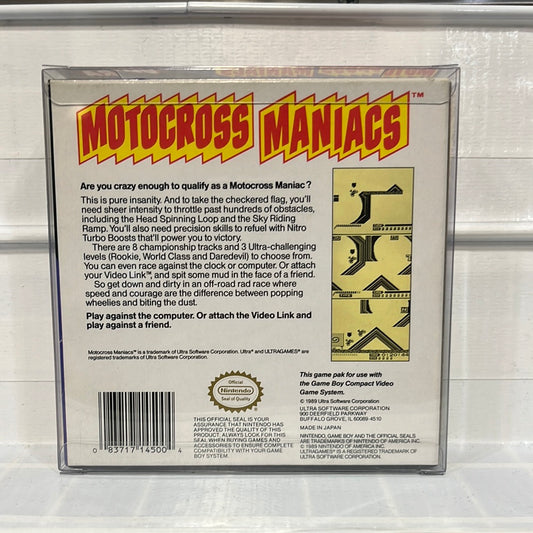 MOTOCROSS MANIACS™
Are you crazy enough to qualify as a Motocross Maniac?
This is pure insanity. And to take the checkered flag, you'll
need sheer intensity to throttle past hundreds of obstacles,
including the Head Spinning Loop and the Sky Riding
Ramp. You'll also need precision skills to refuel with Nitro
Turbo Boosts that'll power you to victory.
There are 8 championship tracks and 3 Ultra-challenging
levels (Rookie, World Class and Daredevil) to choose from.
You can even race against the clock or computer. Or attach
your Video Link™, and spit some mud in the face of a friend.
So get down and dirty in an off-road rad race where
speed and courage are the difference between popping
wheelies and biting the dust.
Play against the computer. Or attach the Video Link and
play against a friend.
Motocross Maniacs™ is a trademark of Ultra Software Corporation. Ultra® and ULTRAGAMES® are
registered trademarks of Ultra Software Corporation.
0 83717 14500 4
Official
Nintendo
Seal of Quality
THIS OFFICIAL SEAL IS YOUR
ASSURANCE THAT NINTENDO HAS
APPROVED THE QUALITY OF THIS
PRODUCT. ALWAYS LOOK FOR THIS
SEAL WHEN BUYING GAMES AND
ACCESSORIES TO ENSURE COMPLETE
COMPATIBILITY WITH YOUR GAME
BOY SYSTEM.
This game pak for use with
the Game Boy Compact Video
Game System.
© 1989 Ultra Software Corporation
ULTRA SOFTWARE CORPORATION
900 DEERFIELD PARKWAY
BUFFALO GROVE, IL 60089-4510
MADE IN JAPAN
NINTENDO, GAME BOY AND THE OFFICIAL SEALS
ARE TRADEMARKS OF NINTENDO OF AMERICA INC.
© 1989 NINTENDO OF AMERICA INC.
ULTRAGAMES® IS A REGISTERED TRADEMARK OF
ULTRA SOFTWARE CORPORATION.